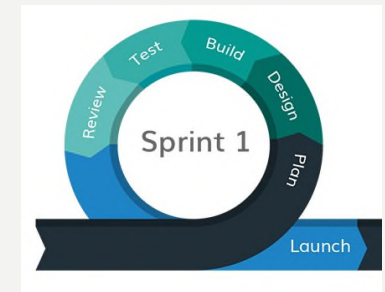 Sprint 1
Plan
Design
Build
Test
Review
Launch